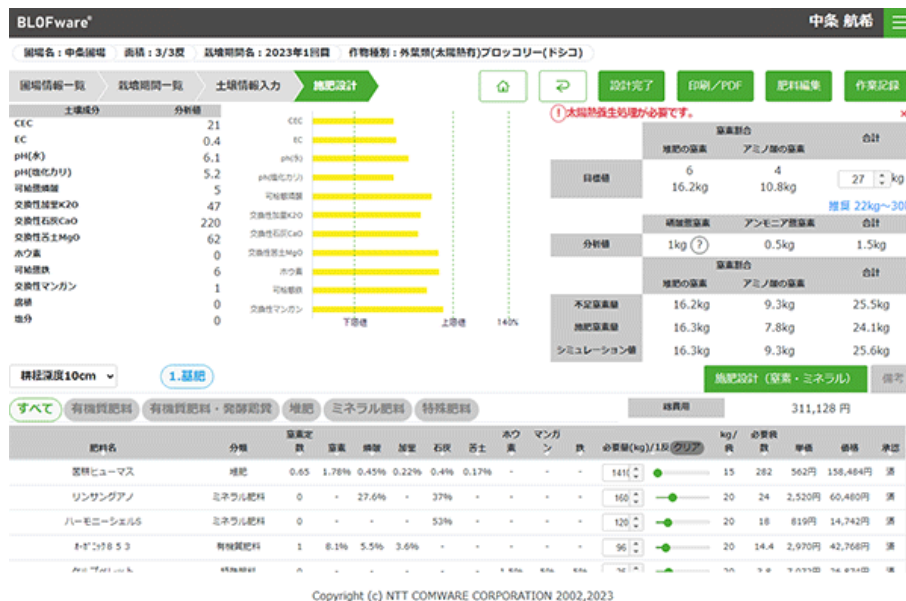 BLOFware® 中条 航希
圃場名：中条圃場 面積：3/3反 栽培期間名：2023年1回目 作物種別：外葉類(太陽熱有)ブロッコリー(ドシコ)
圃場情報一覧 栽培期間一覧 土壌情報入力 施肥設計 設計完了 印刷／PDF 肥料編集 作業記録
土壌成分 分析値
CEC 21
EC 0.4
pH(水) 6.1
pH(塩化カリ) 5.2
可給態燐酸 5
交換性加里K2O 47
交換性石灰CaO 220
交換性苦土MgO 62
ホウ素 0
可給態鉄 6
交換性マンガン 1
腐植 0
塩分 0
CEC
EC
pH(水)
pH(塩化カリ)
可給態燐酸
交換性加里K2O
交換性石灰CaO
交換性苦土MgO
ホウ素
可給態鉄
交換性マンガン
下限値 上限値 140%
太陽熱養生処理が必要です。
窒素割合 合計
堆肥の窒素 アミノ酸の窒素
目標値 6 4 27 kg
16.2kg 10.8kg
推奨 22kg～30
硝酸態窒素 アンモニア態窒素 合計
分析値 1kg ? 0.5kg 1.5kg
窒素割合 合計
堆肥の窒素 アミノ酸の窒素
不足窒素量 16.2kg 9.3kg 25.5kg
施肥窒素量 16.3kg 7.8kg 24.1kg
シミュレーション値 16.3kg 9.3kg 25.6kg
耕耘深度10cm 1.基肥 施肥設計（窒素・ミネラル） 備考
すべて 有機質肥料 有機質肥料・発酵鶏糞 堆肥 ミネラル肥料 特殊肥料 総費用 311,128 円
肥料名 分類 窒素定数 窒素 燐酸 加里 石灰 苦土 ホウ素 マンガン 鉄 必要量(kg)/1反 クリア kg/袋 必要袋数 単価 価格 承認
苦耕ヒューマス 堆肥 0.65 1.78% 0.45% 0.22% 0.4% 0.17% - - - 1410 15 282 562円 158,484円 済
リンサングアノ ミネラル肥料 0 - 27.6% - 37% - - - - 160 20 24 2,520円 60,480円 済
ハーモニーシェルS ミネラル肥料 0 - - - 53% - - - - 120 20 18 819円 14,742円 済
ｵｰｶﾞﾆｯｸ８５３ 有機質肥料 1 8.1% 5.5% 3.6% - - - - - 96 20 14.4 2,970円 42,768円 済
Copyright (c) NTT COMWARE CORPORATION 2002,2023